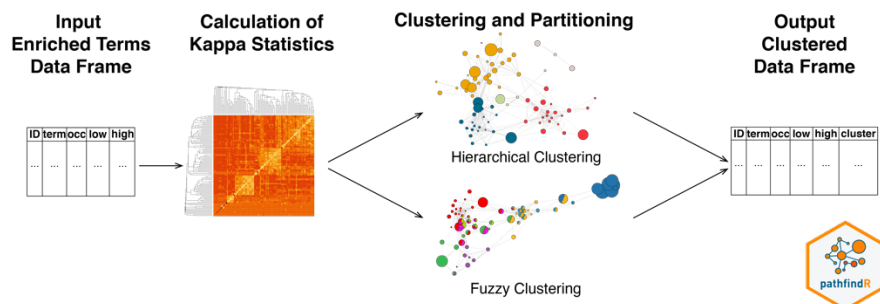 Input
Enriched Terms
Data Frame
Calculation of
Kappa Statistics
Clustering and Partitioning
Output
Clustered
Data Frame
ID term occ low high
... ... ... ... ...
Hierarchical Clustering
ID term occ low high cluster
... ... ... ... ... ...
Fuzzy Clustering
pathfindR